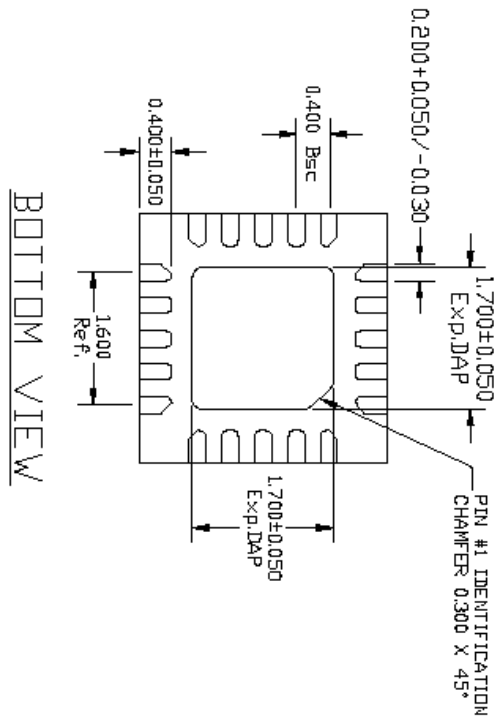 0.200+0.050/-0.030
0.400 Bsc
0.400±0.050
1.700±0.050
Exp.DAP
1.600
Ref.
1.700±0.050
Exp.DAP
PIN #1 IDENTIFICATION
CHAMFER 0.300 X 45°
BOTTOM VIEW